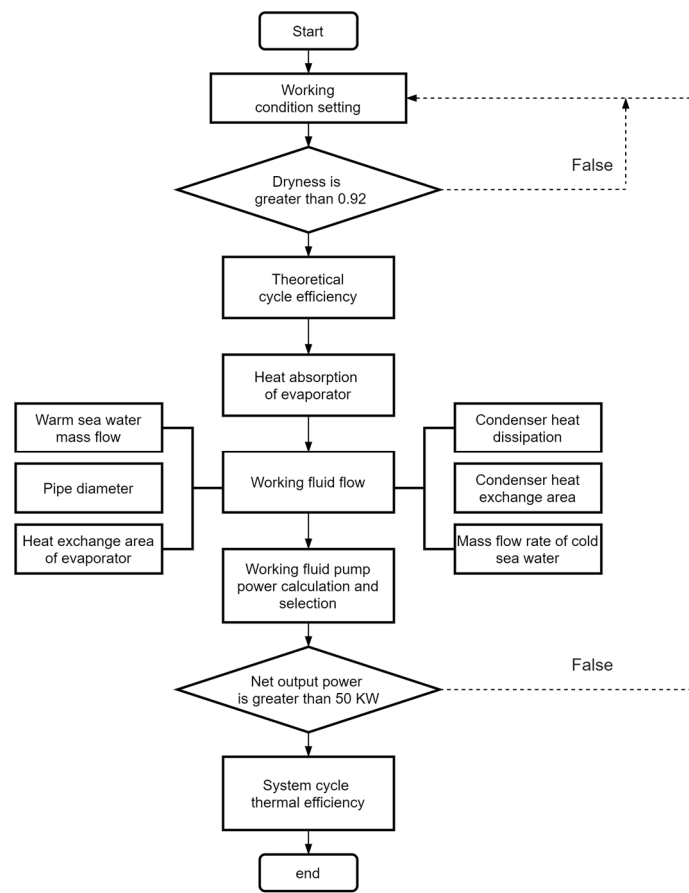 Start
Working
condition setting
False
Dryness is
greater than 0.92
Theoretical
cycle efficiency
Heat absorption
of evaporator
Warm sea water
mass flow
Condenser heat
dissipation
Pipe diameter
Working fluid flow
Condenser heat
exchange area
Heat exchange area
of evaporator
Mass flow rate of cold
sea water
Working fluid pump
power calculation and
selection
False
Net output power
is greater than 50 KW
System cycle
thermal efficiency
end